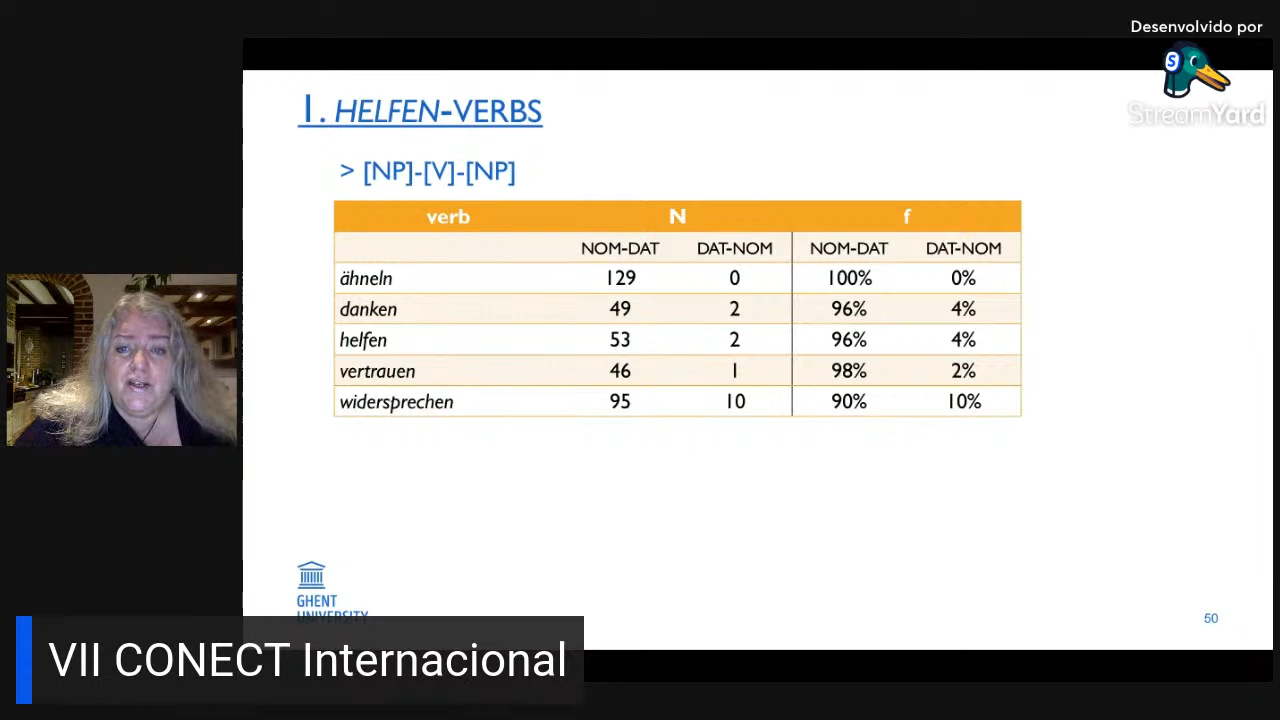 Desenvolvido por
StreamYard
1. HELFEN-VERBS
> [NP]-[V]-[NP]
verb N f
NOM-DAT DAT-NOM NOM-DAT DAT-NOM
ähneln 129 0 100% 0%
danken 49 2 96% 4%
helfen 53 2 96% 4%
vertrauen 46 1 98% 2%
widersprechen 95 10 90% 10%
GHENT
UNIVERSITY
50
VII CONECT Internacional